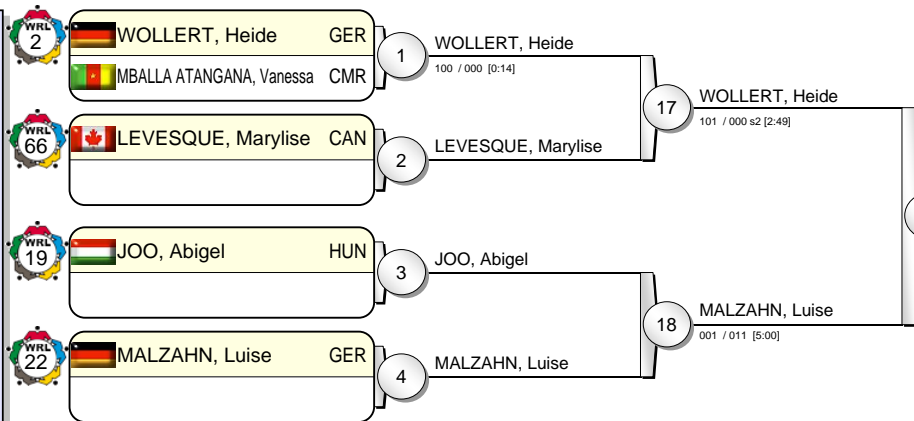 WRL
2
WOLLERT, Heide GER
MBALLA ATANGANA, Vanessa CMR
1
WOLLERT, Heide
100 / 000 [0:14]
17
WOLLERT, Heide
101 / 000 s2 [2:49]
WRL
66
LEVESQUE, Marylise CAN
2
LEVESQUE, Marylise
WRL
19
JOO, Abigel HUN
3
JOO, Abigel
18
MALZAHN, Luise
001 / 011 [5:00]
WRL
22
MALZAHN, Luise GER
4
MALZAHN, Luise